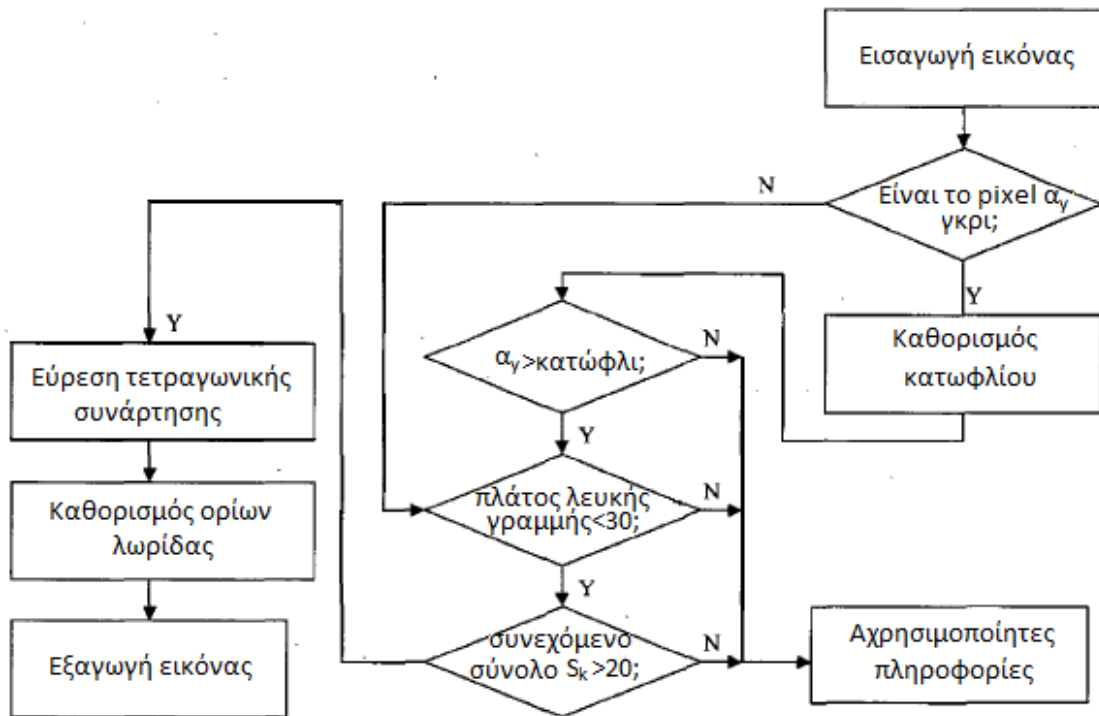 Εισαγωγή εικόνας
Είναι το pixel αᵧ
γκρι;
N
Y
Καθορισμός
κατωφλίου
αᵧ>κατώφλι;
N
Y
πλάτος λευκής
γραμμής<30;
N
Y
συνεχόμενο
σύνολο Sₖ>20;
N
Αχρησιμοποίητες
πληροφορίες
Y
Εύρεση τετραγωνικής
συνάρτησης
Καθορισμός ορίων
λωρίδας
Εξαγωγή εικόνας